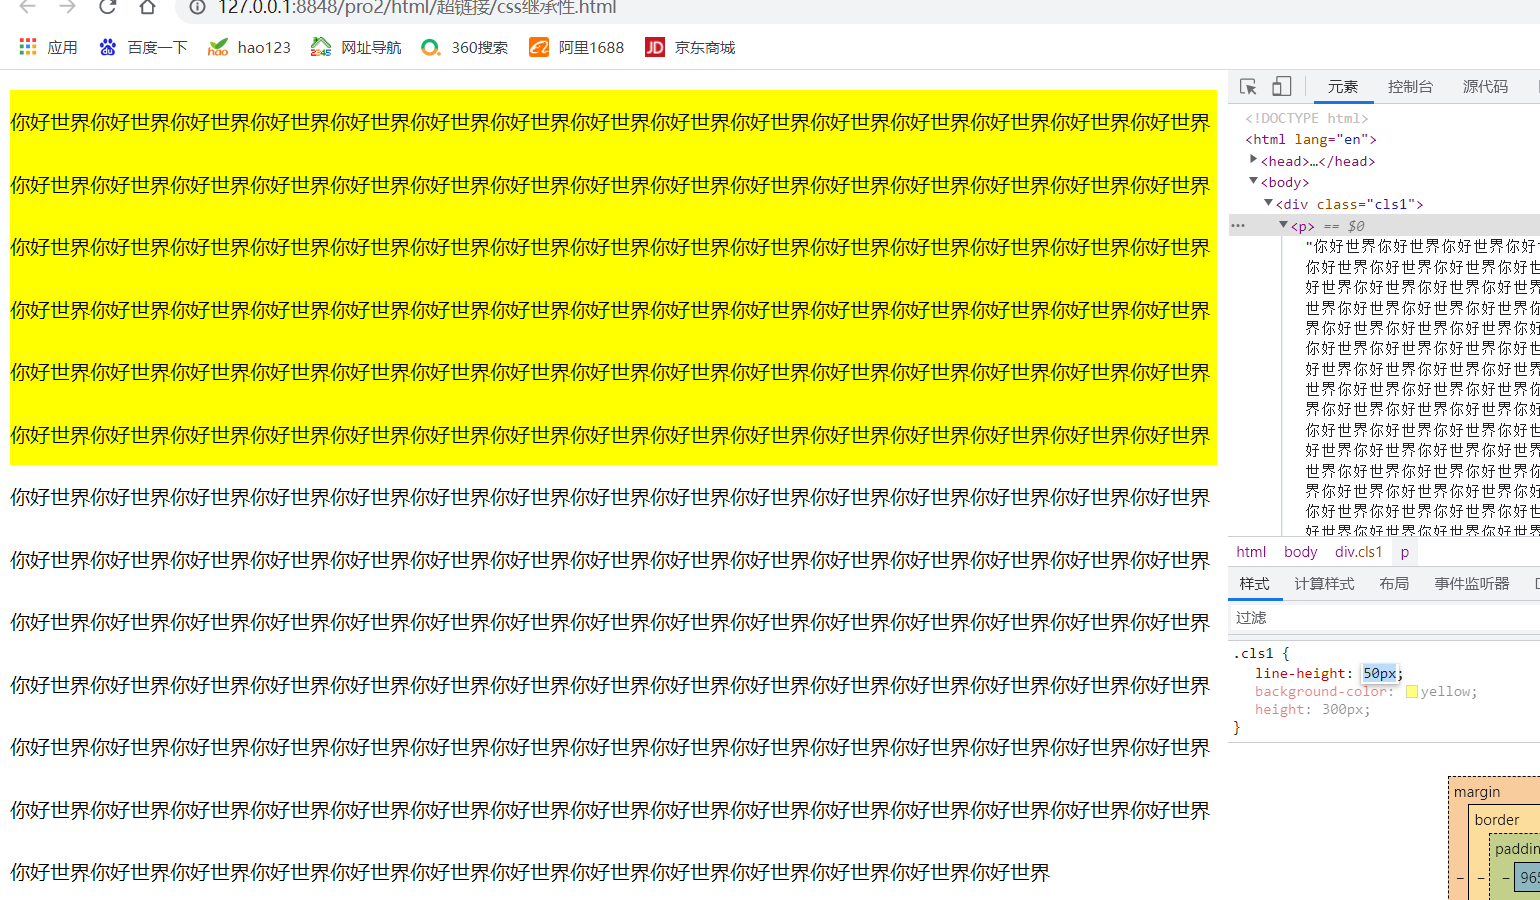 127.0.0.1:8848/pro2/html/超链接/css继承性.html
应用 百度一下 hao123 网址导航 360搜索 阿里1688 京东商城
你好世界你好世界你好世界你好世界你好世界你好世界你好世界你好世界你好世界你好世界你好世界你好世界你好世界你好世界你好世界
你好世界你好世界你好世界你好世界你好世界你好世界你好世界你好世界你好世界你好世界你好世界你好世界你好世界你好世界你好世界
你好世界你好世界你好世界你好世界你好世界你好世界你好世界你好世界你好世界你好世界你好世界你好世界你好世界你好世界你好世界
你好世界你好世界你好世界你好世界你好世界你好世界你好世界你好世界你好世界你好世界你好世界你好世界你好世界你好世界你好世界
你好世界你好世界你好世界你好世界你好世界你好世界你好世界你好世界你好世界你好世界你好世界你好世界你好世界你好世界你好世界
你好世界你好世界你好世界你好世界你好世界你好世界你好世界你好世界你好世界你好世界你好世界你好世界你好世界你好世界你好世界
你好世界你好世界你好世界你好世界你好世界你好世界你好世界你好世界你好世界你好世界你好世界你好世界你好世界你好世界你好世界
你好世界你好世界你好世界你好世界你好世界你好世界你好世界你好世界你好世界你好世界你好世界你好世界你好世界你好世界你好世界
你好世界你好世界你好世界你好世界你好世界你好世界你好世界你好世界你好世界你好世界你好世界你好世界你好世界你好世界你好世界
你好世界你好世界你好世界你好世界你好世界你好世界你好世界你好世界你好世界你好世界你好世界你好世界你好世界你好世界你好世界
你好世界你好世界你好世界你好世界你好世界你好世界你好世界你好世界你好世界你好世界你好世界你好世界你好世界你好世界你好世界
你好世界你好世界你好世界你好世界你好世界你好世界你好世界你好世界你好世界你好世界你好世界你好世界你好世界你好世界你好世界
你好世界你好世界你好世界你好世界你好世界你好世界你好世界你好世界你好世界你好世界你好世界你好世界你好世界
元素 控制台 源代码
<!DOCTYPE html>
<html lang="en">
<head>…</head>
<body>
<div class="cls1">
<p> == $0
"你好世界你好世界你好世界你好
你好世界你好世界你好世界你好
好世界你好世界你好世界你好世
世界你好世界你好世界你好世界
界你好世界你好世界你好世界你
你好世界你好世界你好世界你好
好世界你好世界你好世界你好世
世界你好世界你好世界你好世界
界你好世界你好世界你好世界你
你好世界你好世界你好世界你好
好世界你好世界你好世界你好世
世界你好世界你好世界你好世界
界你好世界你好世界你好世界你
你好世界你好世界你好世界你好
好世界你好世界你好世界你好世
html body div.cls1 p
样式 计算样式 布局 事件监听器
过滤
.cls1 {
line-height: 50px;
background-color: yellow;
height: 300px;
}
margin
border
– – –